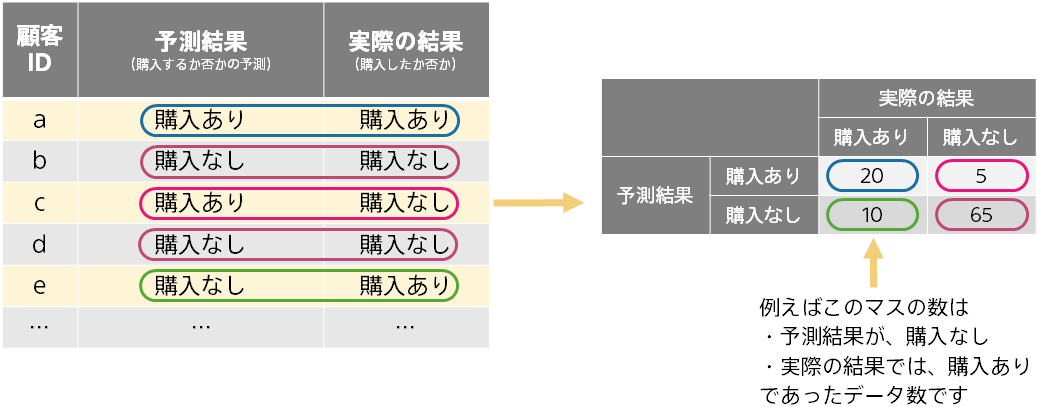 顧客
ID
予測結果
(購入するか否かの予測)
実際の結果
(購入したか否か)
a 購入あり 購入あり
b 購入なし 購入なし
c 購入あり 購入なし
d 購入なし 購入なし
e 購入なし 購入あり
… … …
実際の結果
購入あり 購入なし
予測結果
購入あり 20 5
購入なし 10 65
例えばこのマスの数は
・予測結果が、購入なし
・実際の結果では、購入あり
であったデータ数です